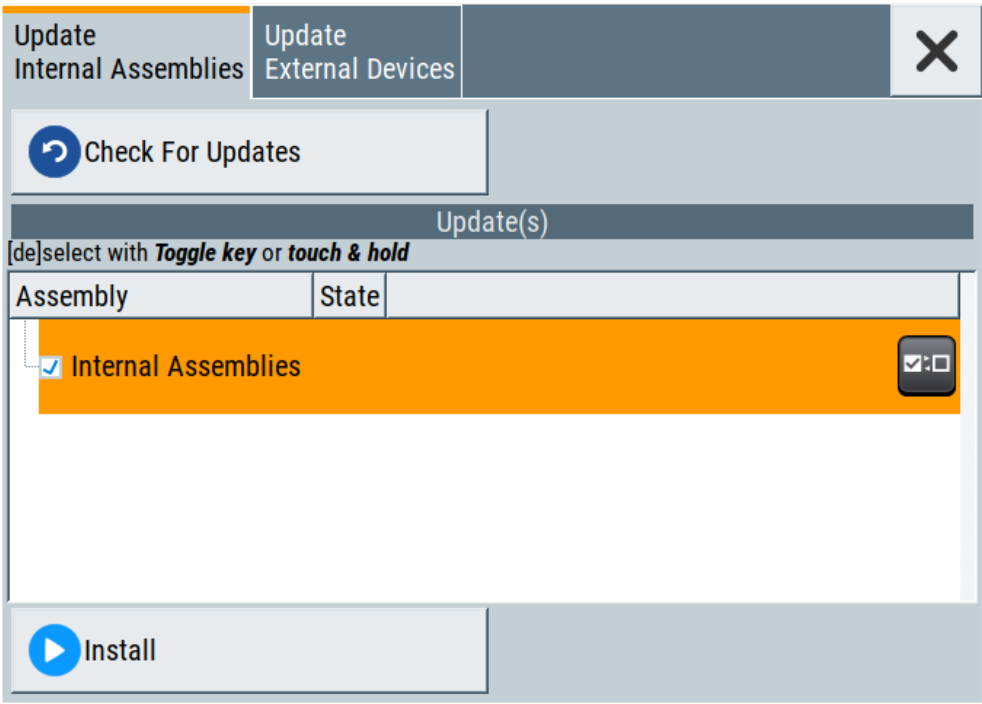 Update
Internal Assemblies
Update
External Devices
Check For Updates
Update(s)
[de]select with Toggle key or touch & hold
Assembly State
Internal Assemblies
Install